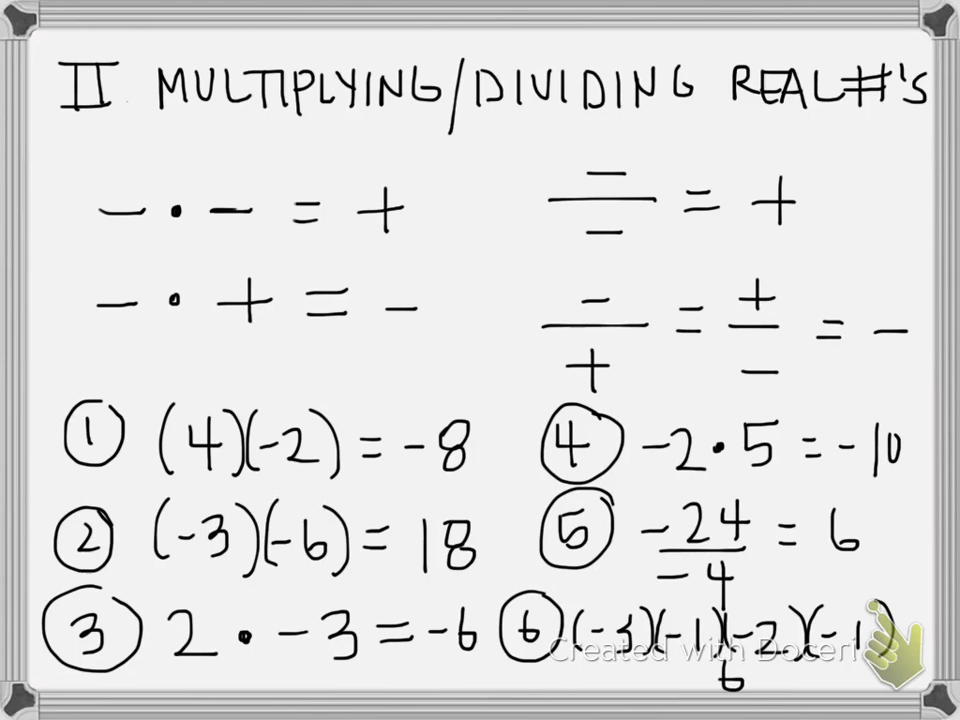 II MULTIPLYING/DIVIDING REAL #'S
− · − = +
− · + = −
−/− = +
−/+ = +/− = −
① (4)(-2) = -8
② (-3)(-6) = 18
③ 2 · -3 = -6
④ -2 · 5 = -10
⑤ -24/-4 = 6
⑥ (-3)(-1)(-2)(-1)
6
Created with Doceri